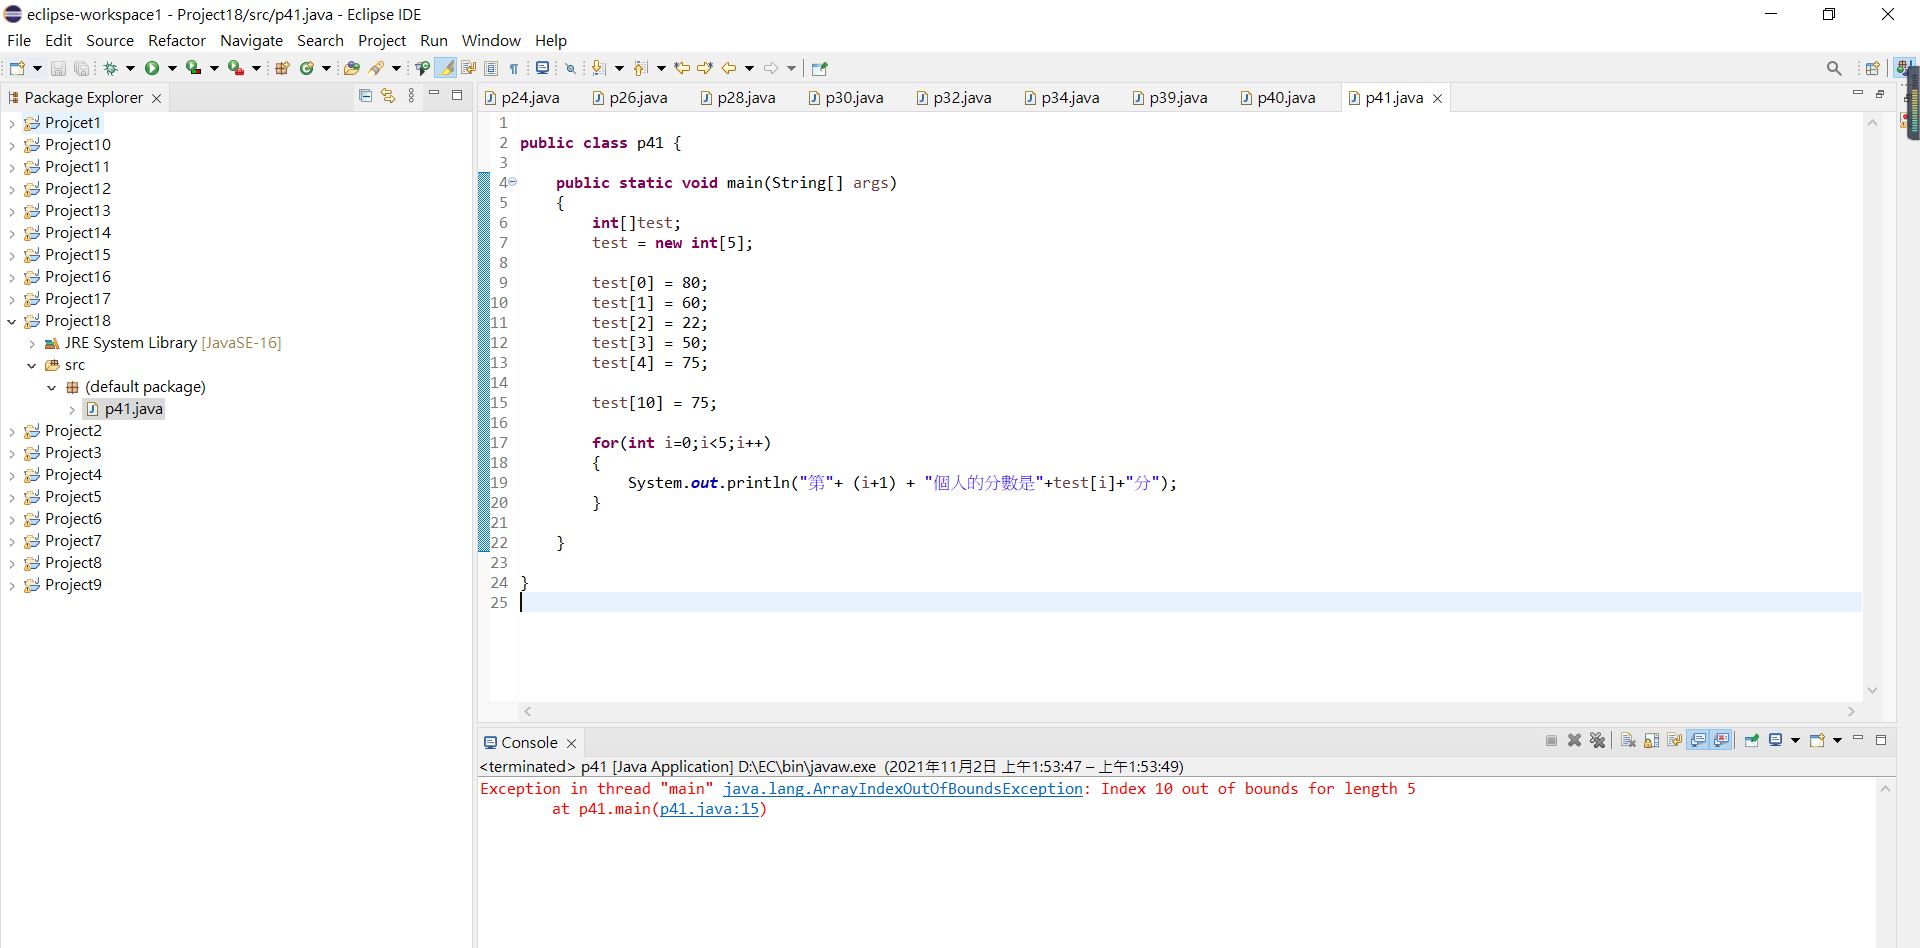 eclipse-workspace1 - Project18/src/p41.java - Eclipse IDE
File Edit Source Refactor Navigate Search Project Run Window Help
Package Explorer
p24.java p26.java p28.java p30.java p32.java p34.java p39.java p40.java p41.java
Projcet1
Project10
Project11
Project12
Project13
Project14
Project15
Project16
Project17
Project18
JRE System Library [JavaSE-16]
src
(default package)
p41.java
Project2
Project3
Project4
Project5
Project6
Project7
Project8
Project9
1
2 public class p41 {
3
4 public static void main(String[] args)
5 {
6 int[]test;
7 test = new int[5];
8
9 test[0] = 80;
10 test[1] = 60;
11 test[2] = 22;
12 test[3] = 50;
13 test[4] = 75;
14
15 test[10] = 75;
16
17 for(int i=0;i<5;i++)
18 {
19 System.out.println("第"+ (i+1) + "個人的分數是"+test[i]+"分");
20 }
21
22 }
23
24 }
25
Console
<terminated> p41 [Java Application] D:\EC\bin\javaw.exe (2021年11月2日 上午1:53:47 – 上午1:53:49)
Exception in thread "main" java.lang.ArrayIndexOutOfBoundsException: Index 10 out of bounds for length 5
at p41.main(p41.java:15)